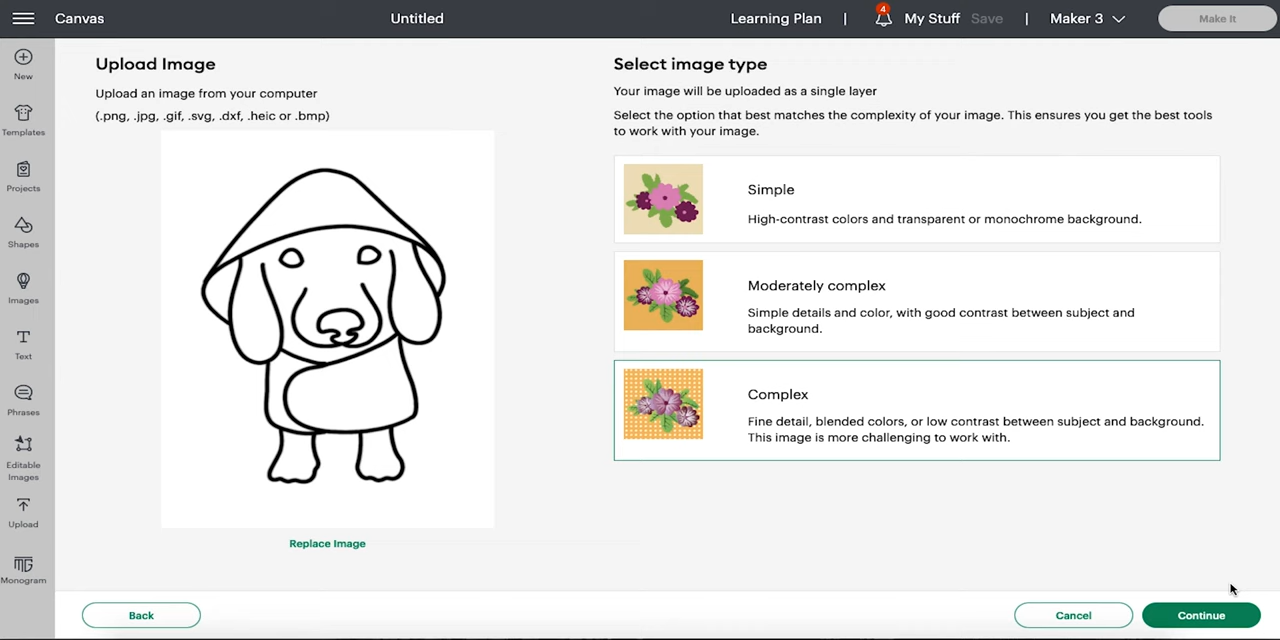 Canvas
Untitled
Learning Plan
|
4
My Stuff
Save
|
Maker 3
Make It
New
Templates
Projects
Shapes
Images
Text
Phrases
Editable
Images
Upload
Monogram
Upload Image
Upload an image from your computer
(.png, .jpg, .gif, .svg, .dxf, .heic or .bmp)
Replace Image
Select image type
Your image will be uploaded as a single layer
Select the option that best matches the complexity of your image. This ensures you get the best tools
to work with your image.
Simple
High-contrast colors and transparent or monochrome background.
Moderately complex
Simple details and color, with good contrast between subject and
background.
Complex
Fine detail, blended colors, or low contrast between subject and background.
This image is more challenging to work with.
Back
Cancel
Continue